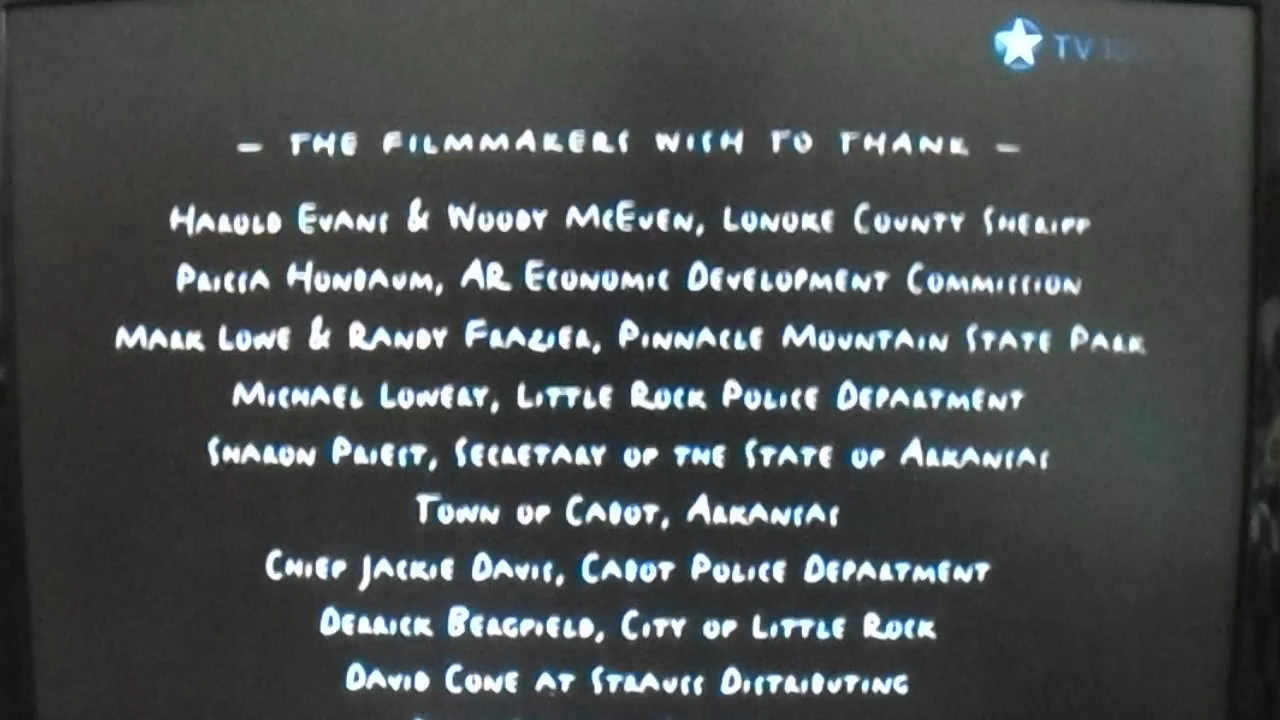 TV 1000
- THE FILMMAKERS WISH TO THANK -
HAROLD EVANS & WOODY MCEUEN, LONOKE COUNTY SHERIFF
PRISSA HONBAUM, AR ECONOMIC DEVELOPMENT COMMISSION
MARK LOWE & RANDY FRAZIER, PINNACLE MOUNTAIN STATE PARK
MICHAEL LOWERY, LITTLE ROCK POLICE DEPARTMENT
SHARON PRIEST, SECRETARY OF THE STATE OF ARKANSAS
TOWN OF CABOT, ARKANSAS
CHIEF JACKIE DAVIS, CABOT POLICE DEPARTMENT
DERRICK BERGFIELD, CITY OF LITTLE ROCK
DAVID CONE AT STRAUSS DISTRIBUTING